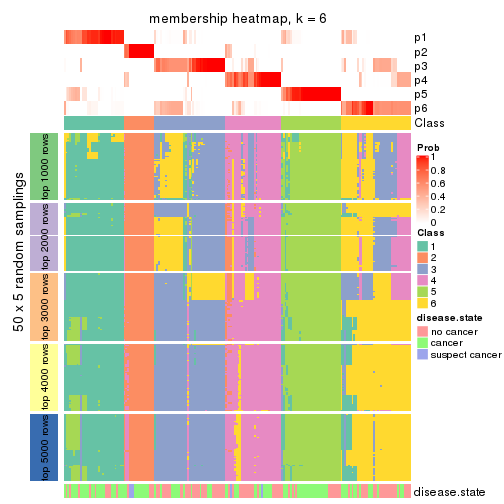 membership heatmap, k = 6
p1
p2
p3
p4
p5
p6
Class
50 x 5 random samplings
top 1000 rows
top 2000 rows
top 3000 rows
top 4000 rows
top 5000 rows
Prob
1
0.8
0.6
0.4
0.2
0
Class
1
2
3
4
5
6
disease.state
no cancer
cancer
suspect cancer
disease.state